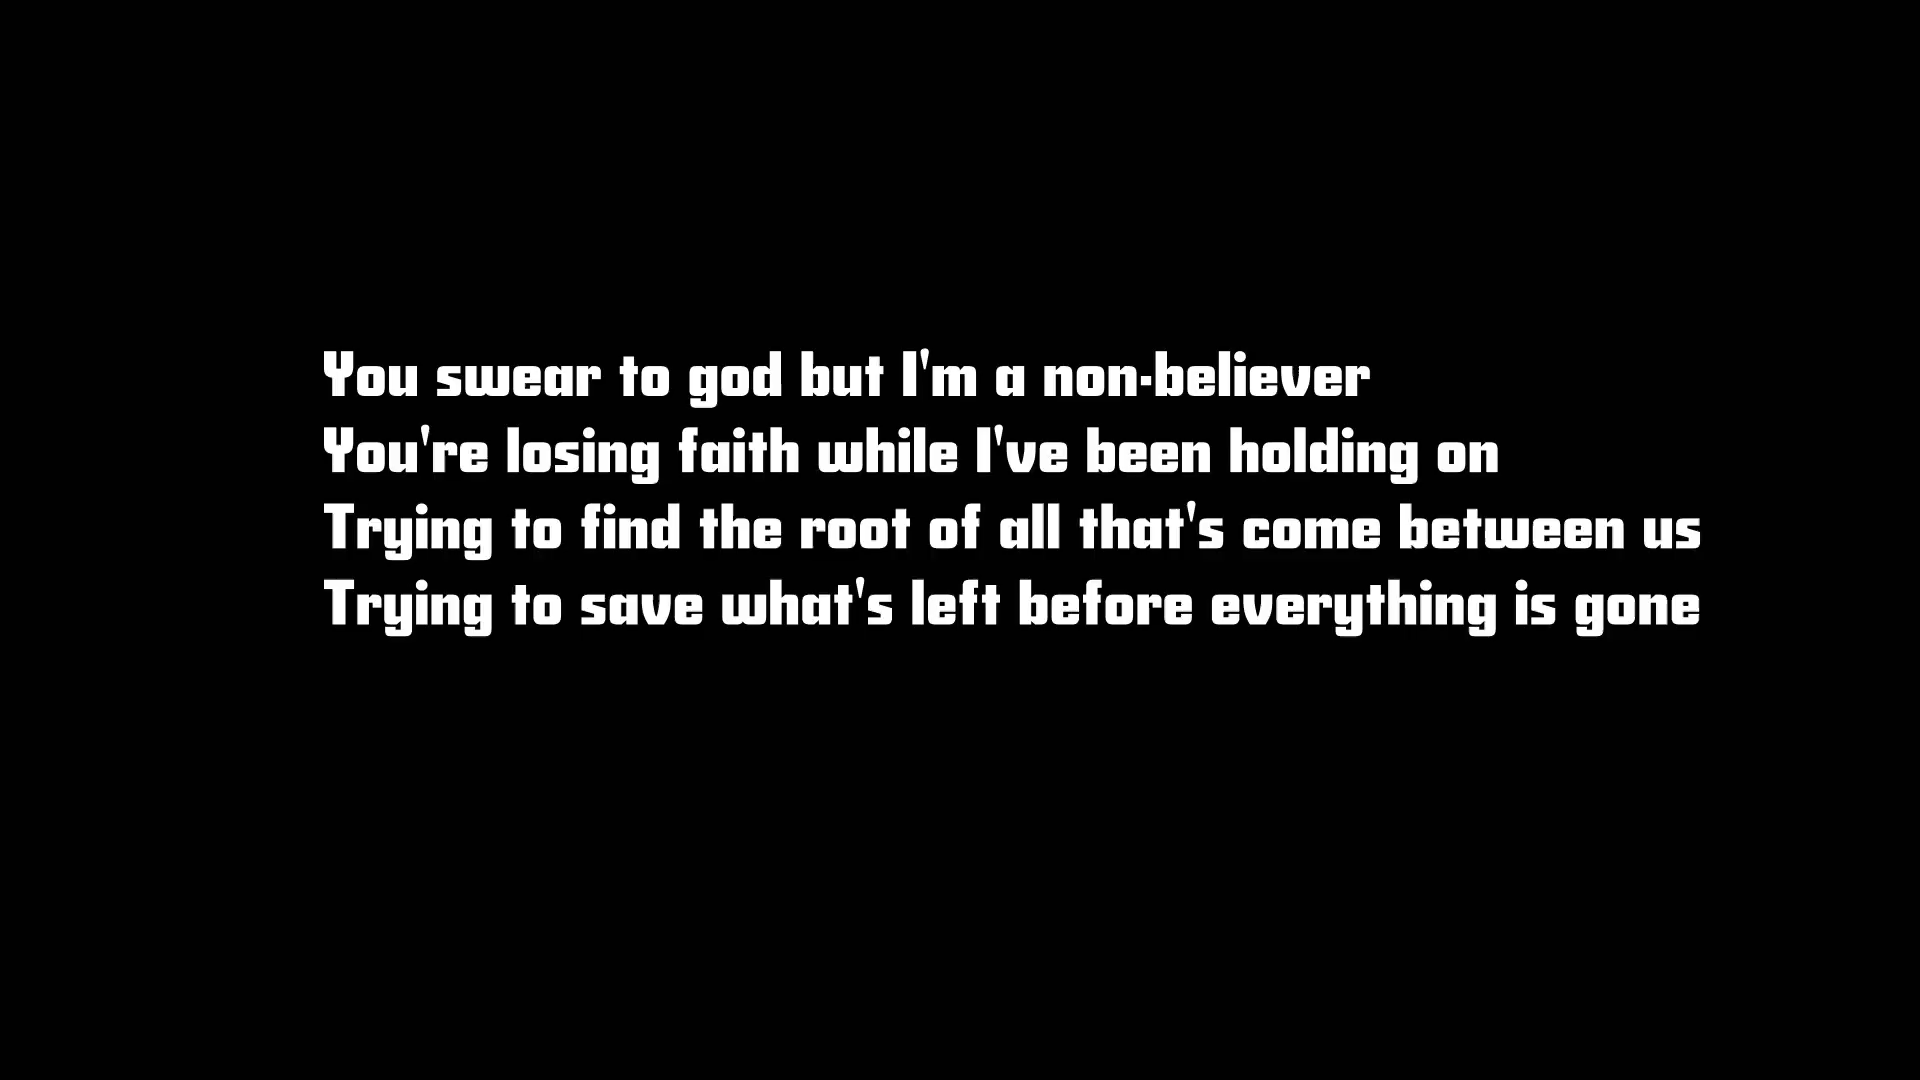 You swear to god but I'm a non-believer
You're losing faith while I've been holding on
Trying to find the root of all that's come between us
Trying to save what's left before everything is gone